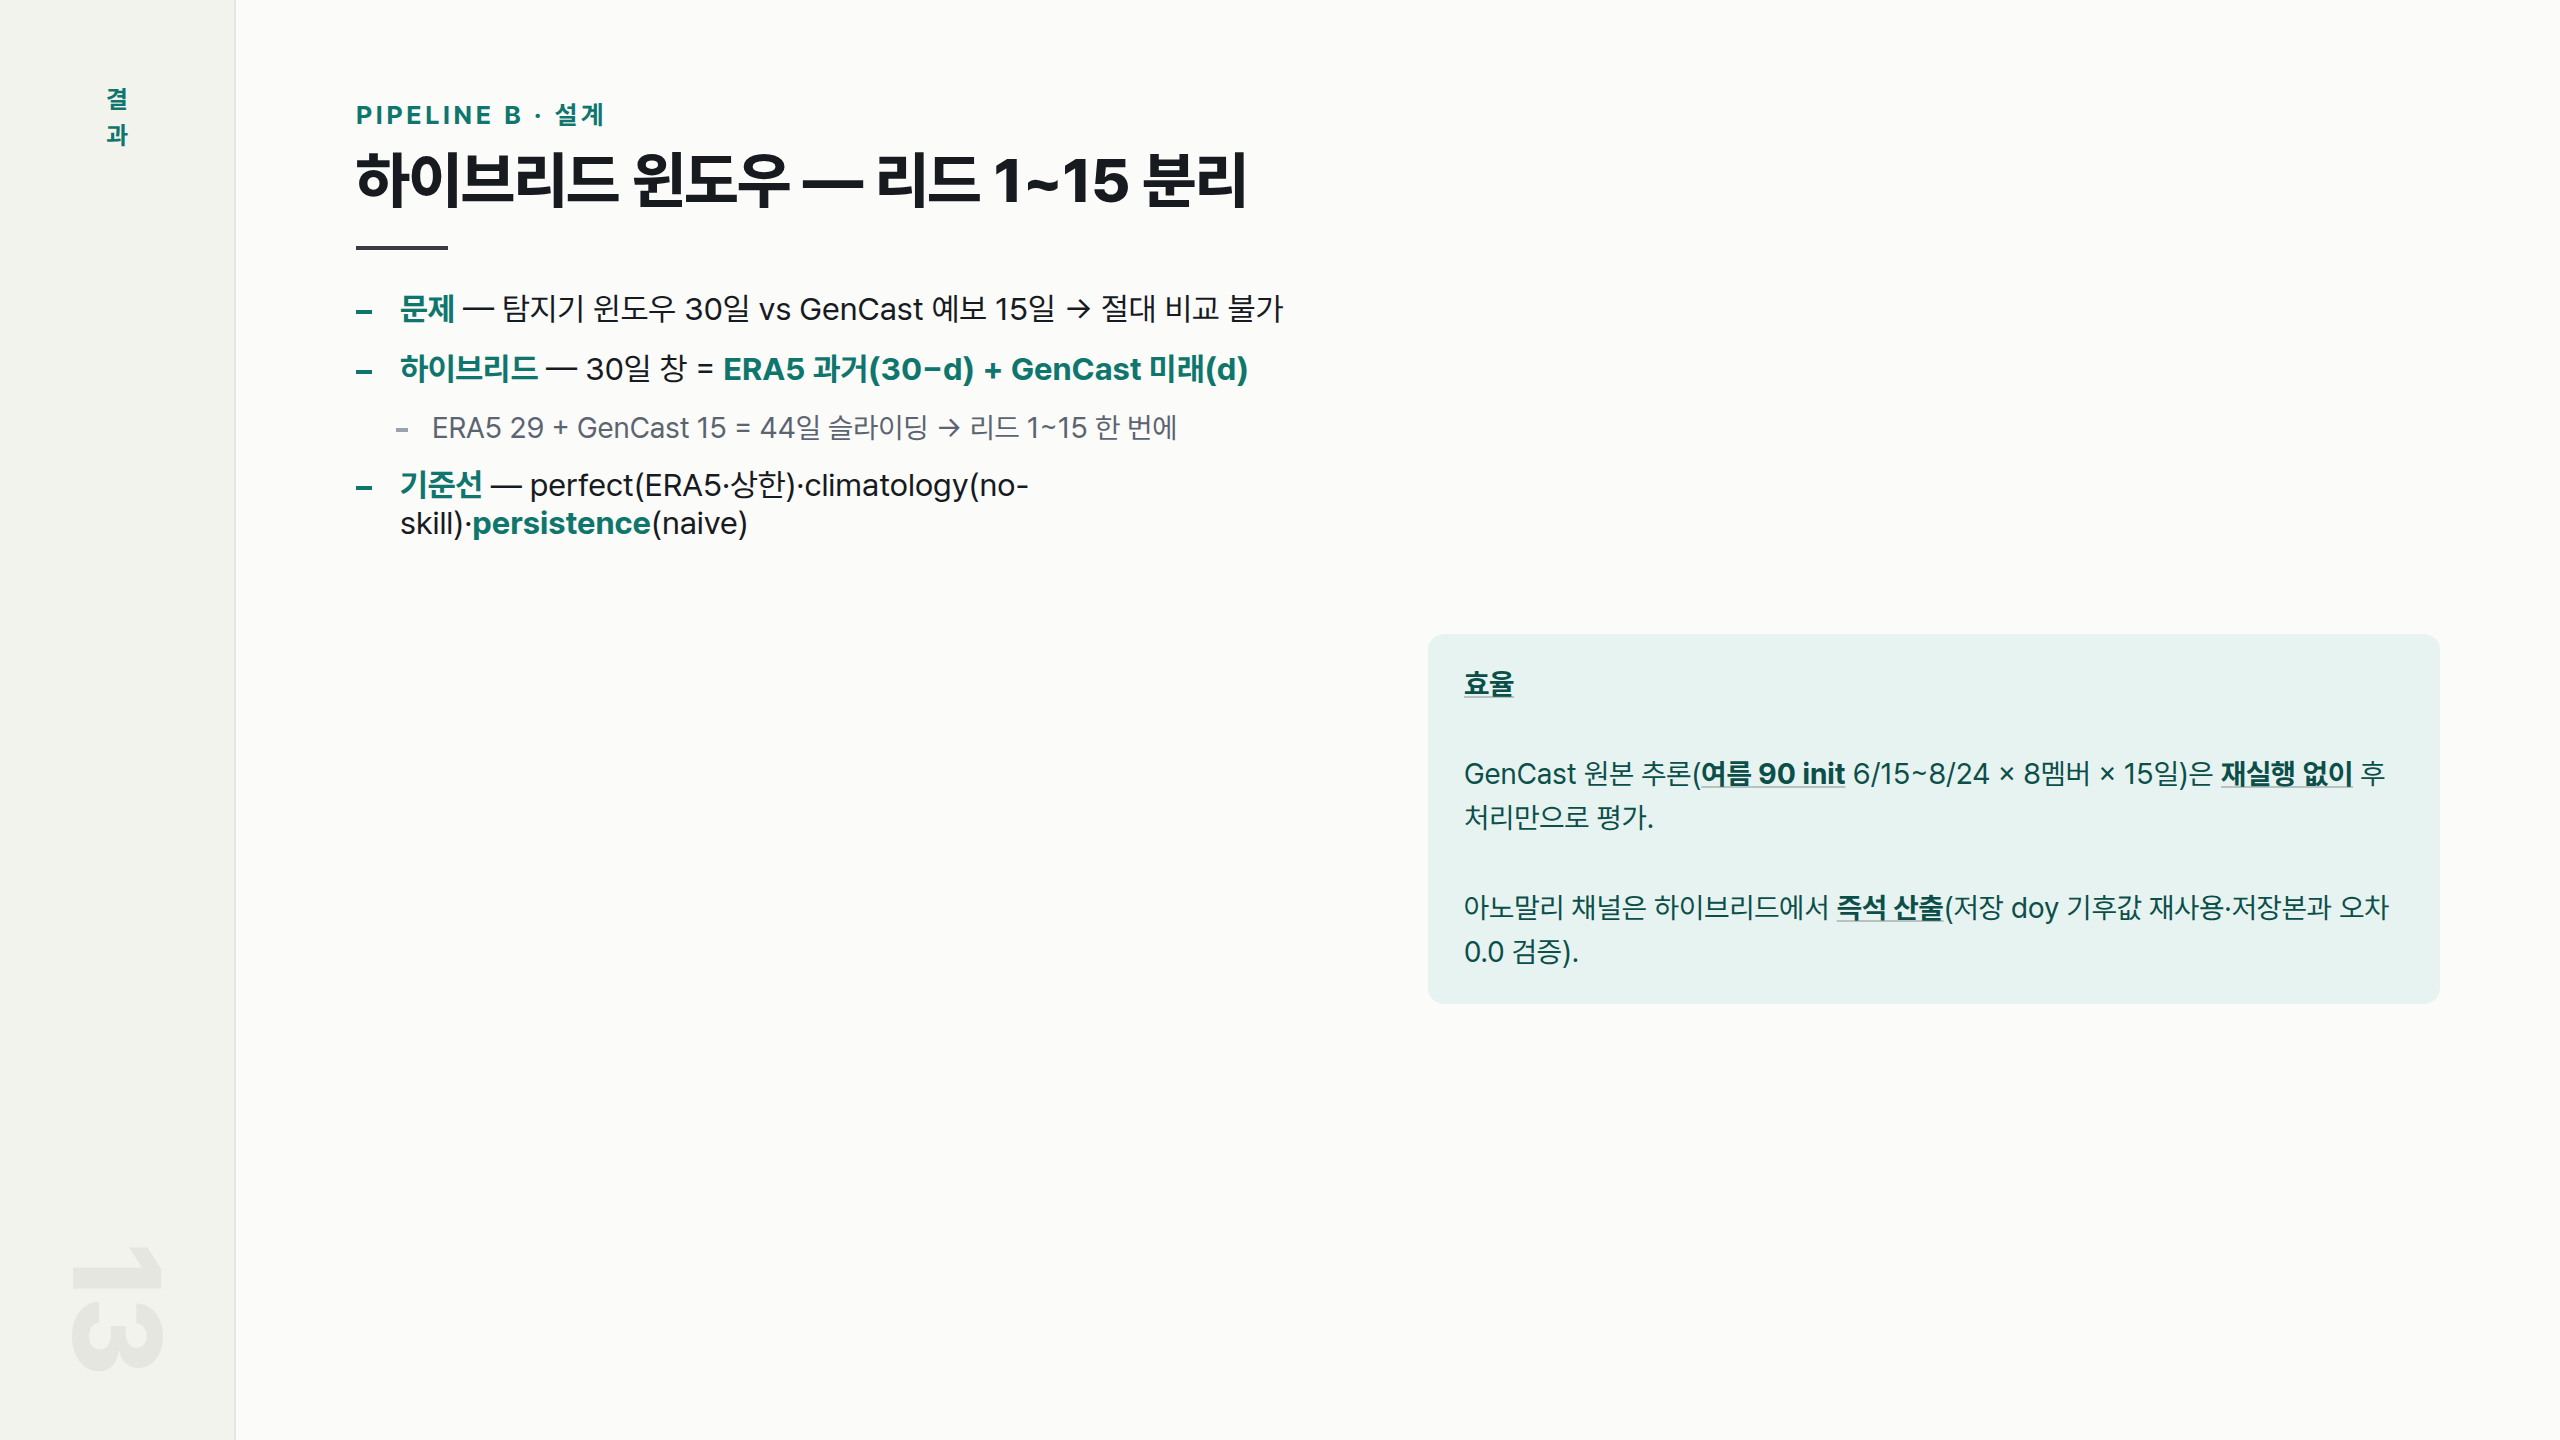 결
과
PIPELINE B · 설계
하이브리드 윈도우 — 리드 1~15 분리
– 문제 — 탐지기 윈도우 30일 vs GenCast 예보 15일 → 절대 비교 불가
– 하이브리드 — 30일 창 = ERA5 과거(30−d) + GenCast 미래(d)
– ERA5 29 + GenCast 15 = 44일 슬라이딩 → 리드 1~15 한 번에
– 기준선 — perfect(ERA5·상한)·climatology(no-
skill)·persistence(naive)
효율
GenCast 원본 추론(여름 90 init 6/15~8/24 × 8멤버 × 15일)은 재실행 없이 후
처리만으로 평가.
아노말리 채널은 하이브리드에서 즉석 산출(저장 doy 기후값 재사용·저장본과 오차
0.0 검증).
13